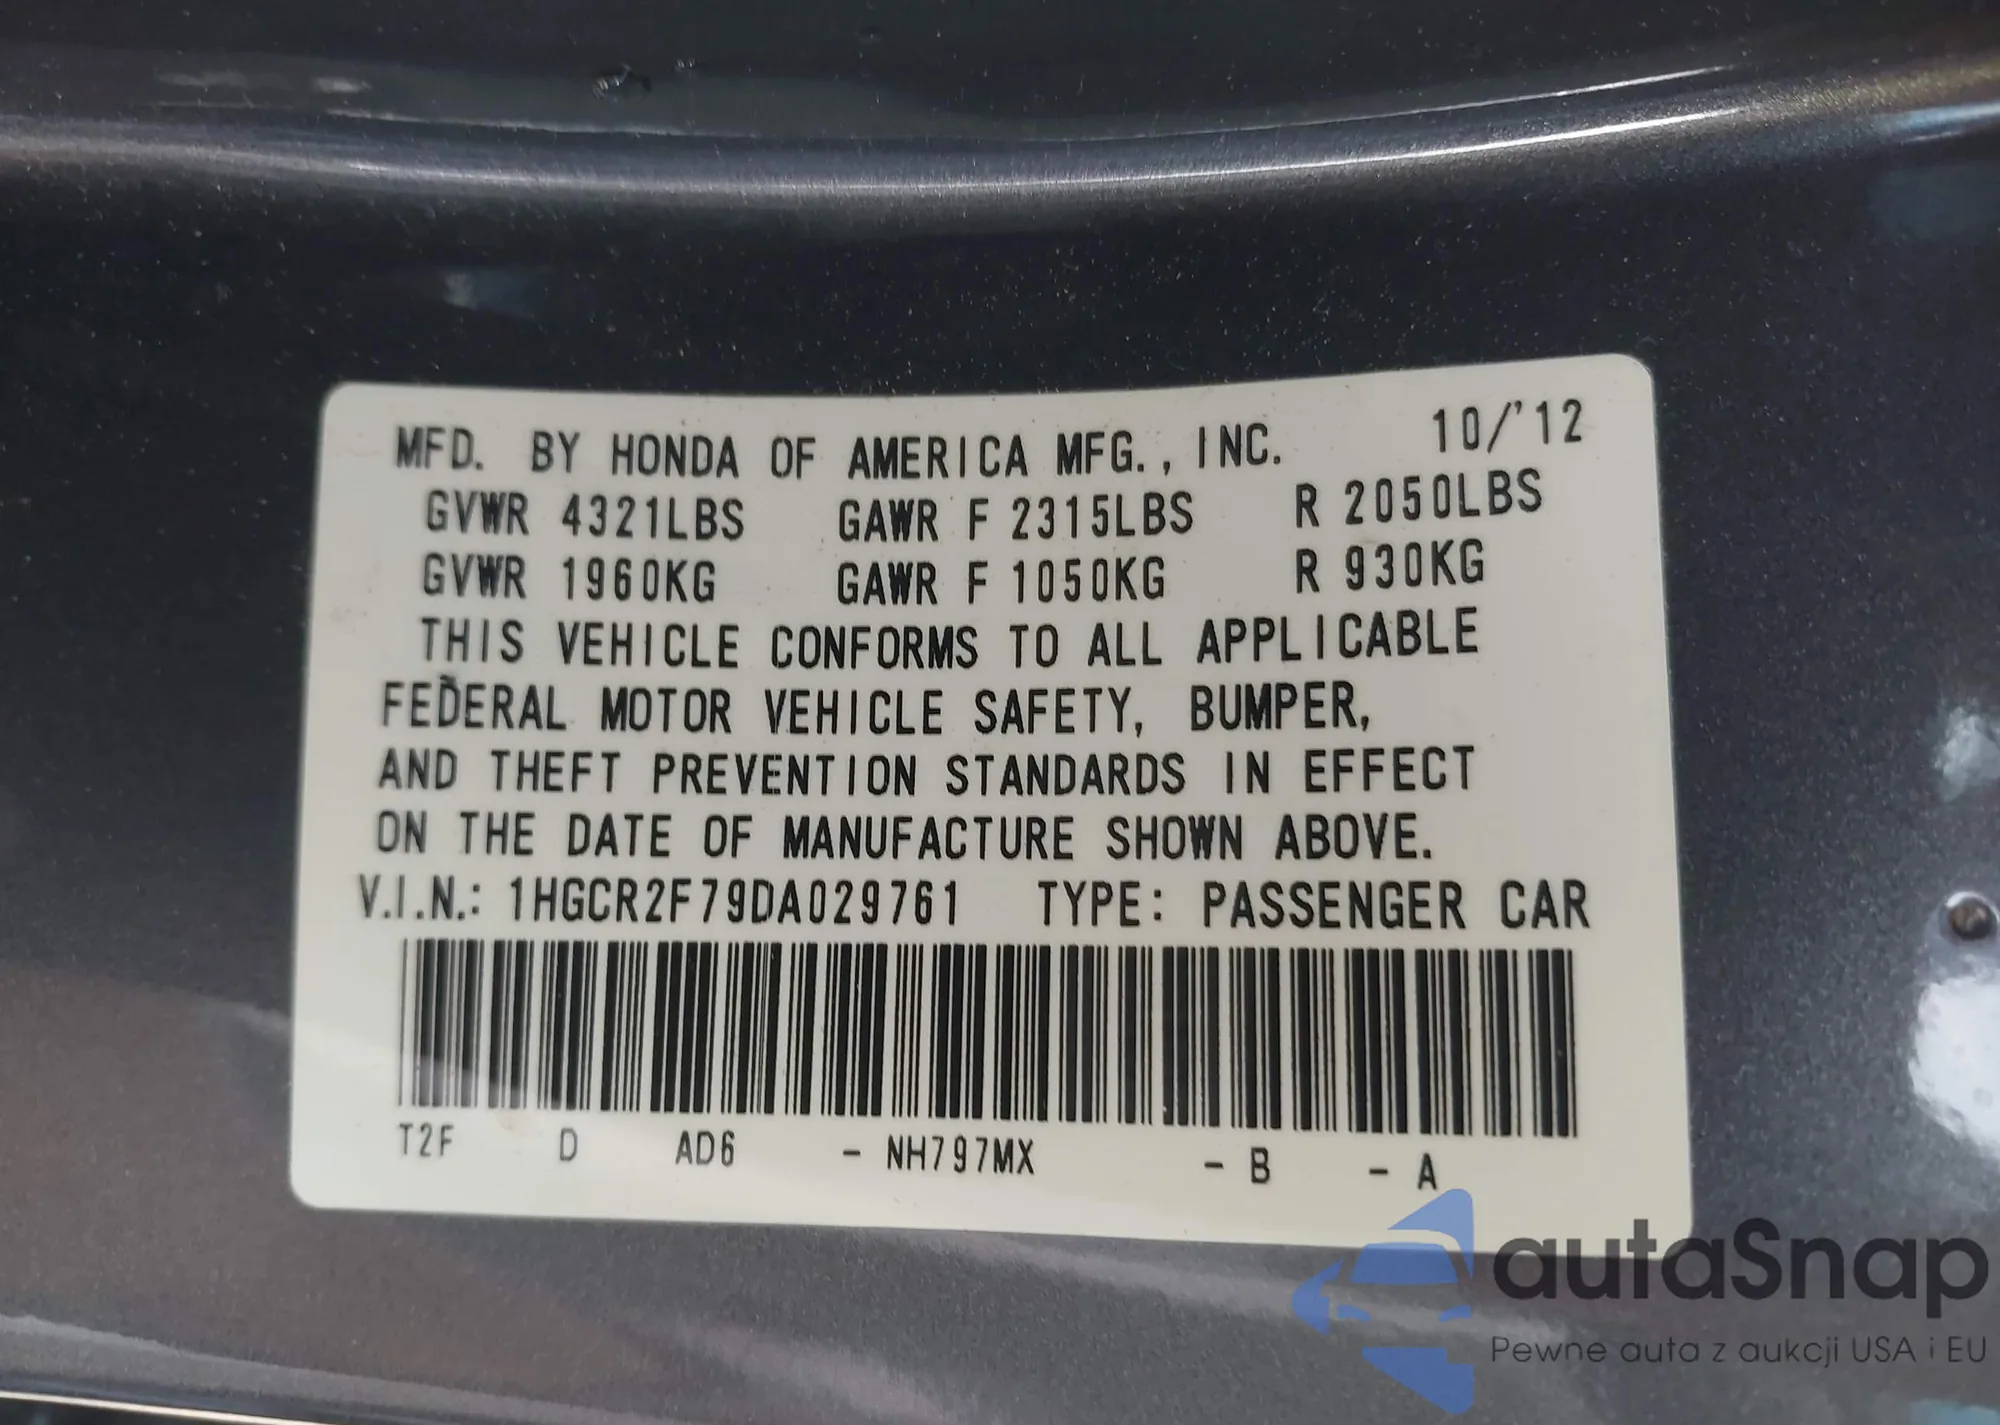 MFD. BY HONDA OF AMERICA MFG., INC. 10/'12
GVWR 4321LBS GAWR F 2315LBS R 2050LBS
GVWR 1960KG GAWR F 1050KG R 930KG
THIS VEHICLE CONFORMS TO ALL APPLICABLE
FEDERAL MOTOR VEHICLE SAFETY, BUMPER,
AND THEFT PREVENTION STANDARDS IN EFFECT
ON THE DATE OF MANUFACTURE SHOWN ABOVE.
V.I.N.: 1HGCR2F79DA029761 TYPE: PASSENGER CAR
T2F D AD6 - NH797MX - B - A
autaSnap
Pewne auta z aukcji USA i EU